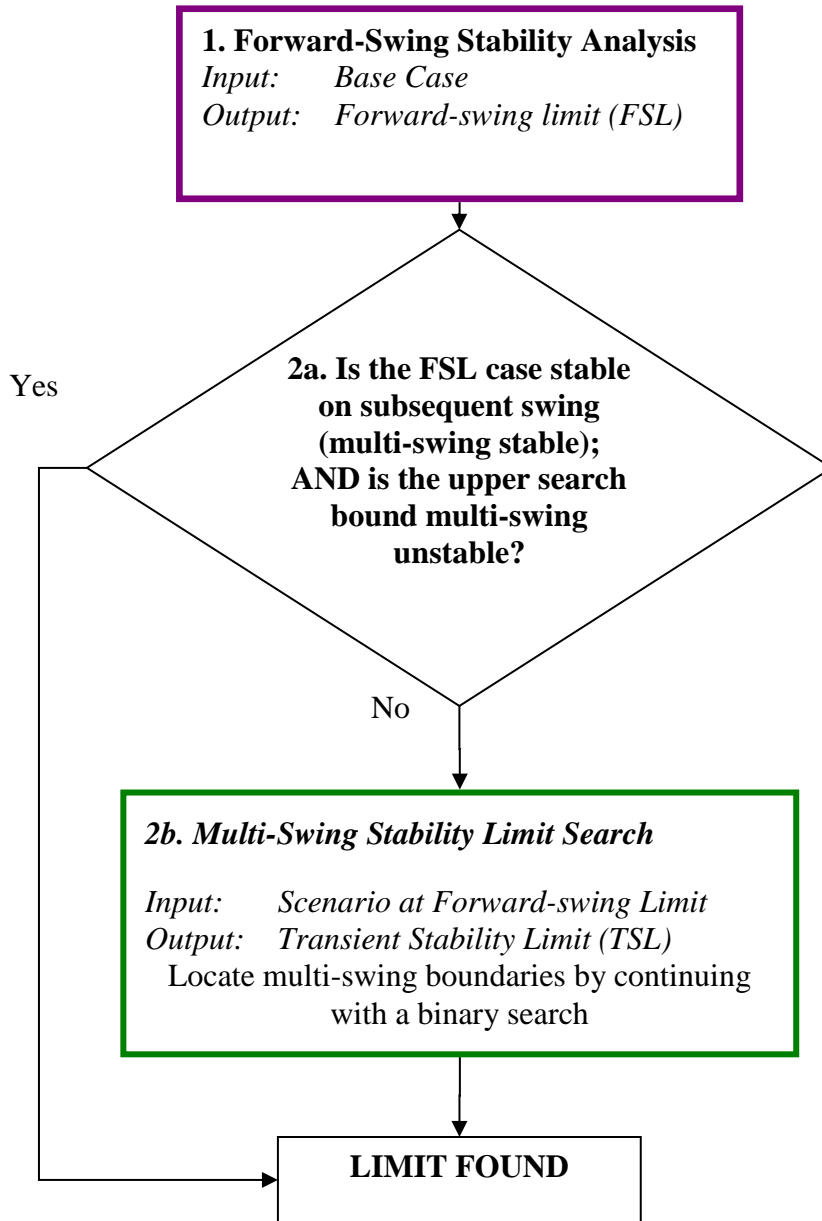 1. Forward-Swing Stability Analysis
Input: Base Case
Output: Forward-swing limit (FSL)
Yes
2a. Is the FSL case stable
on subsequent swing
(multi-swing stable);
AND is the upper search
bound multi-swing
unstable?
No
2b. Multi-Swing Stability Limit Search
Input: Scenario at Forward-swing Limit
Output: Transient Stability Limit (TSL)
Locate multi-swing boundaries by continuing
with a binary search
LIMIT FOUND